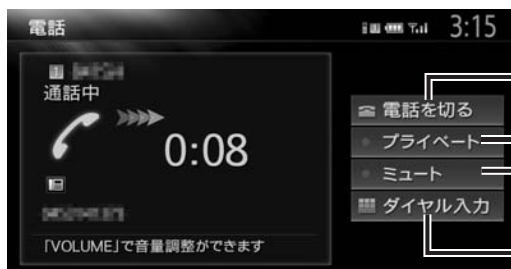 電話
3:15
1
通話中
0:08
「VOLUME」で音量調整ができます
電話を切る
プライベート
ミュート
ダイヤル入力